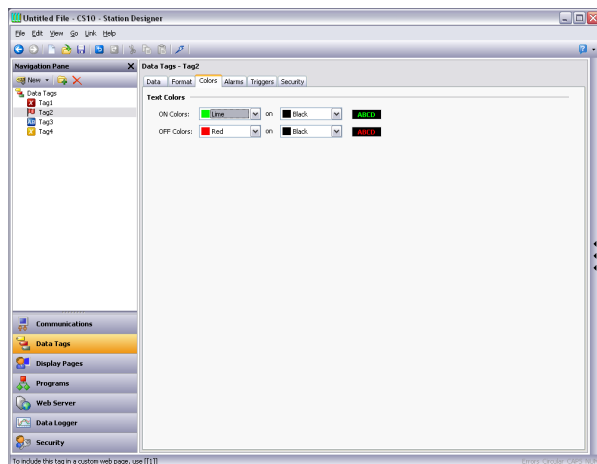 Untitled File - CS10 - Station Designer
File Edit View Go Link Help
Navigation Pane
New
Data Tags
Tag1
Tag2
Tag3
Tag4
Communications
Data Tags
Display Pages
Programs
Web Server
Data Logger
Security
Data Tags - Tag2
Data Format Colors Alarms Triggers Security
Text Colors
ON Colors: Lime on Black ABCD
OFF Colors: Red on Black ABCD
To include this tag in a custom web page, use [[1]]